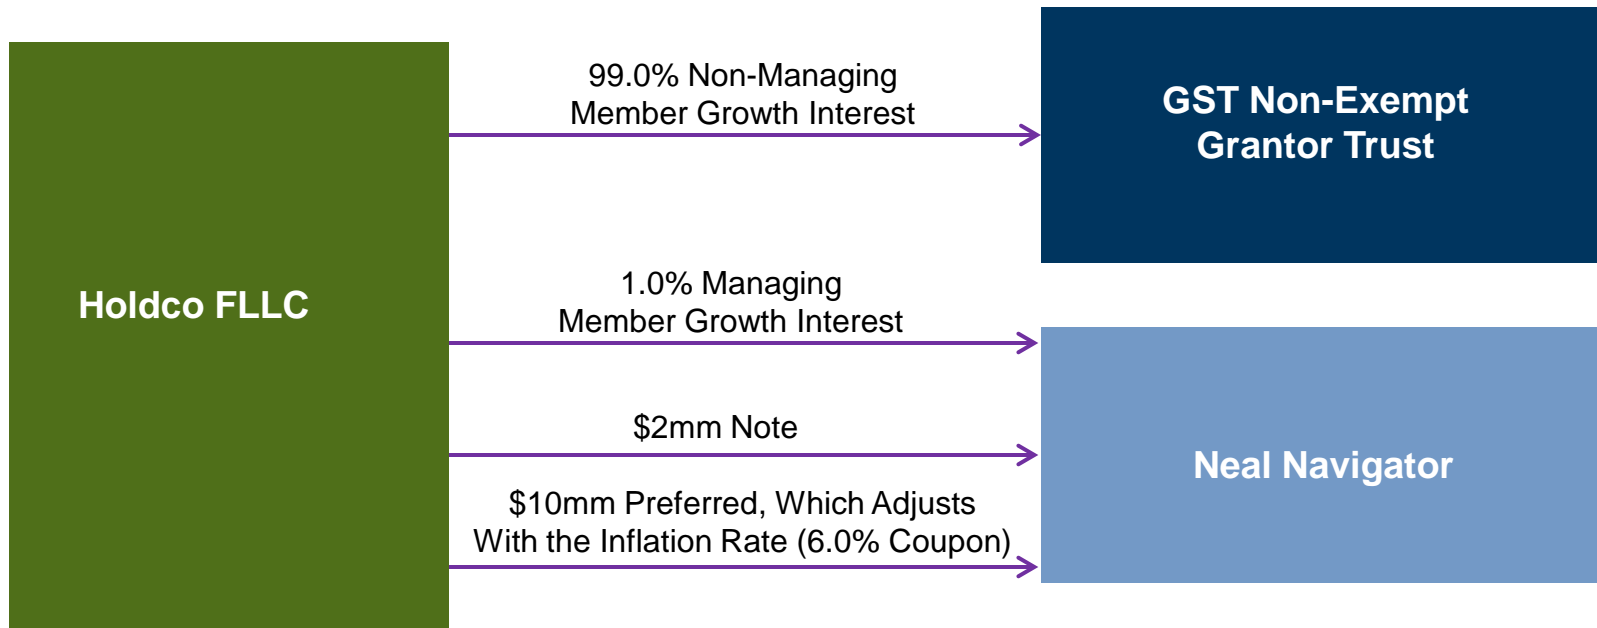 99.0% Non-Managing
Member Growth Interest
GST Non-Exempt
Grantor Trust
Holdco FLLC
1.0% Managing
Member Growth Interest
$2mm Note
Neal Navigator
$10mm Preferred, Which Adjusts
With the Inflation Rate (6.0% Coupon)